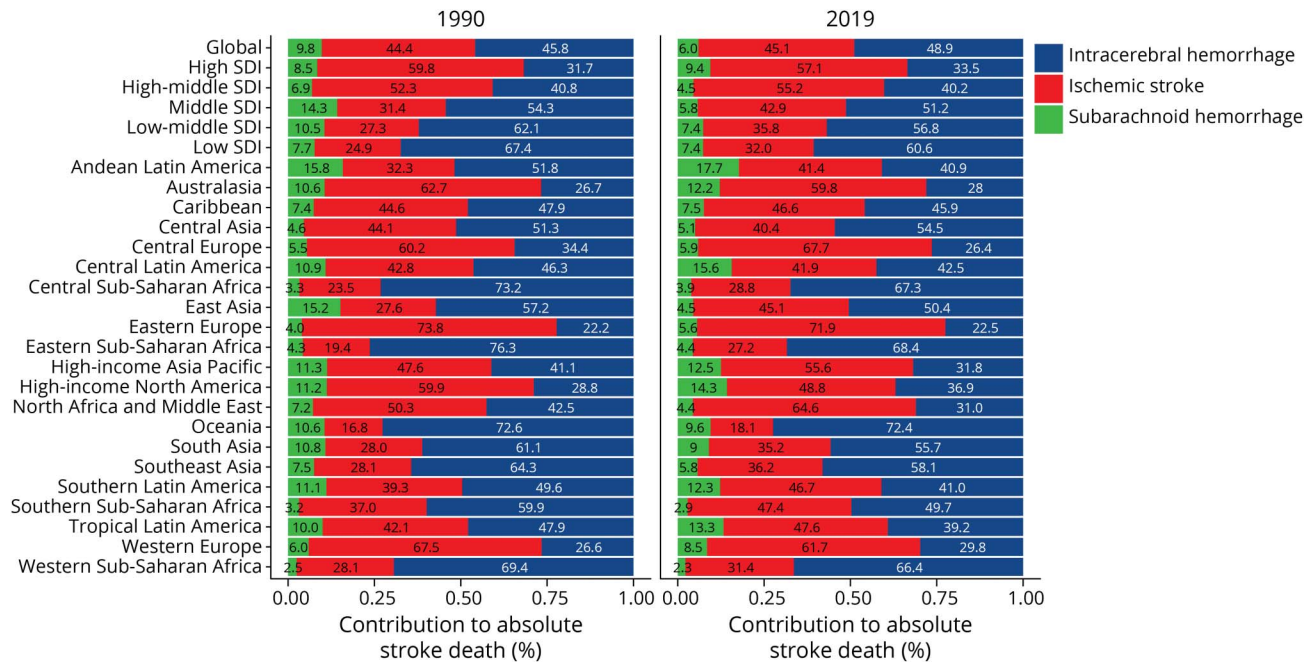 1990 2019
Global 9.8 44.4 45.8 6.0 45.1 48.9 Intracerebral hemorrhage
High SDI 8.5 59.8 31.7 9.4 57.1 33.5 Ischemic stroke
High-middle SDI 6.9 52.3 40.8 4.5 55.2 40.2 Subarachnoid hemorrhage
Middle SDI 14.3 31.4 54.3 5.8 42.9 51.2
Low-middle SDI 10.5 27.3 62.1 7.4 35.8 56.8
Low SDI 7.7 24.9 67.4 7.4 32.0 60.6
Andean Latin America 15.8 32.3 51.8 17.7 41.4 40.9
Australasia 10.6 62.7 26.7 12.2 59.8 28
Caribbean 7.4 44.6 47.9 7.5 46.6 45.9
Central Asia 4.6 44.1 51.3 5.1 40.4 54.5
Central Europe 5.5 60.2 34.4 5.9 67.7 26.4
Central Latin America 10.9 42.8 46.3 15.6 41.9 42.5
Central Sub-Saharan Africa 3.3 23.5 73.2 3.9 28.8 67.3
East Asia 15.2 27.6 57.2 4.5 45.1 50.4
Eastern Europe 4.0 73.8 22.2 5.6 71.9 22.5
Eastern Sub-Saharan Africa 4.3 19.4 76.3 4.4 27.2 68.4
High-income Asia Pacific 11.3 47.6 41.1 12.5 55.6 31.8
High-income North America 11.2 59.9 28.8 14.3 48.8 36.9
North Africa and Middle East 7.2 50.3 42.5 4.4 64.6 31.0
Oceania 10.6 16.8 72.6 9.6 18.1 72.4
South Asia 10.8 28.0 61.1 9 35.2 55.7
Southeast Asia 7.5 28.1 64.3 5.8 36.2 58.1
Southern Latin America 11.1 39.3 49.6 12.3 46.7 41.0
Southern Sub-Saharan Africa 3.2 37.0 59.9 2.9 47.4 49.7
Tropical Latin America 10.0 42.1 47.9 13.3 47.6 39.2
Western Europe 6.0 67.5 26.6 8.5 61.7 29.8
Western Sub-Saharan Africa 2.5 28.1 69.4 2.3 31.4 66.4
0.00 0.25 0.50 0.75 1.00 0.00 0.25 0.50 0.75 1.00
Contribution to absolute Contribution to absolute
stroke death (%) stroke death (%)